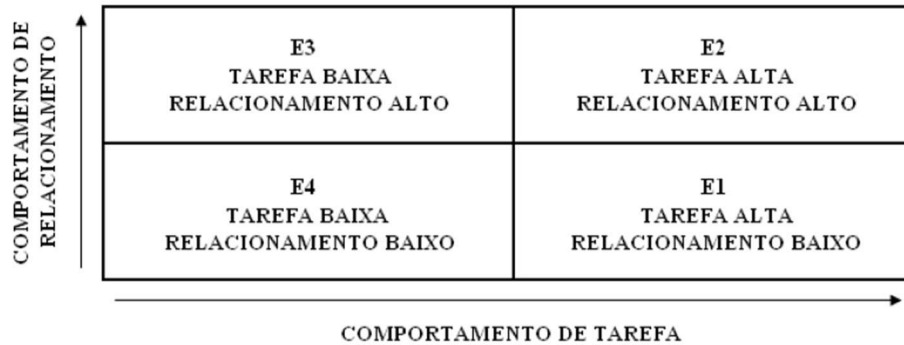 COMPORTAMENTO DE
RELACIONAMENTO
E3
TAREFA BAIXA
RELACIONAMENTO ALTO
E2
TAREFA ALTA
RELACIONAMENTO ALTO
E4
TAREFA BAIXA
RELACIONAMENTO BAIXO
E1
TAREFA ALTA
RELACIONAMENTO BAIXO
COMPORTAMENTO DE TAREFA